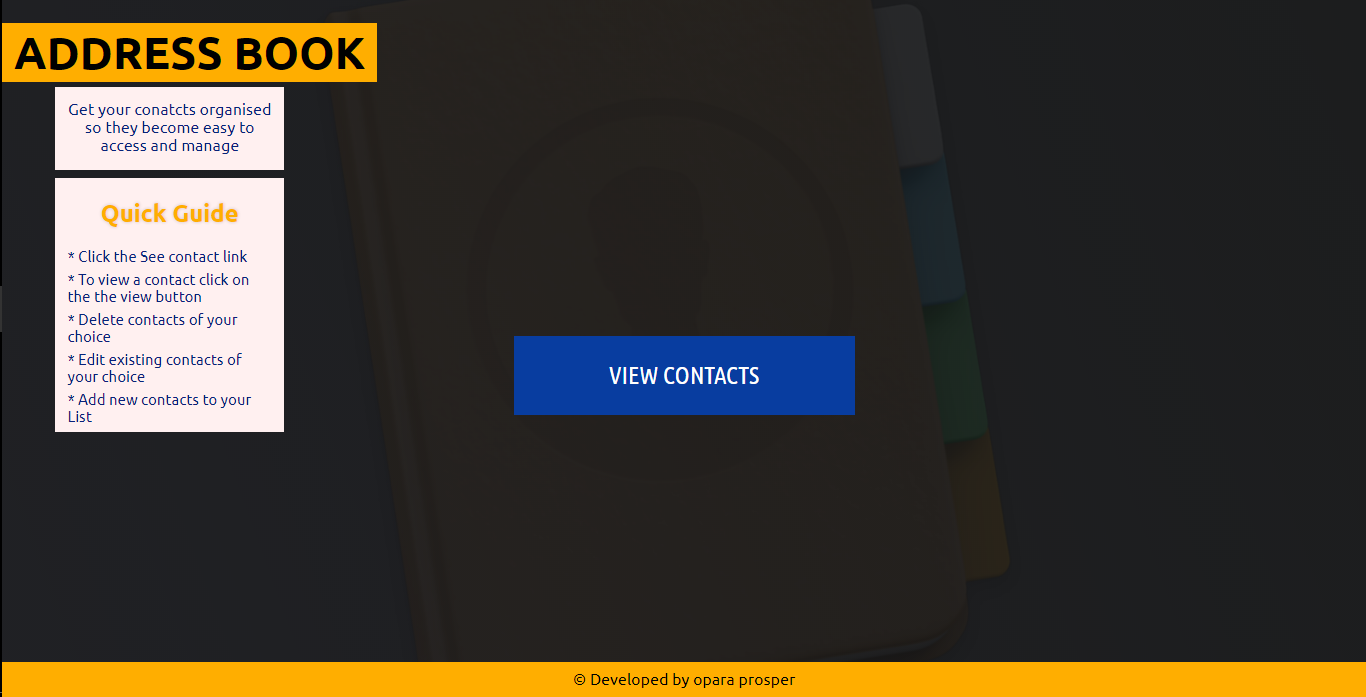 ADDRESS BOOK
Get your conatcts organised
so they become easy to
access and manage
Quick Guide
* Click the See contact link
* To view a contact click on
the the view button
* Delete contacts of your
choice
* Edit existing contacts of
your choice
* Add new contacts to your
List
VIEW CONTACTS
© Developed by opara prosper